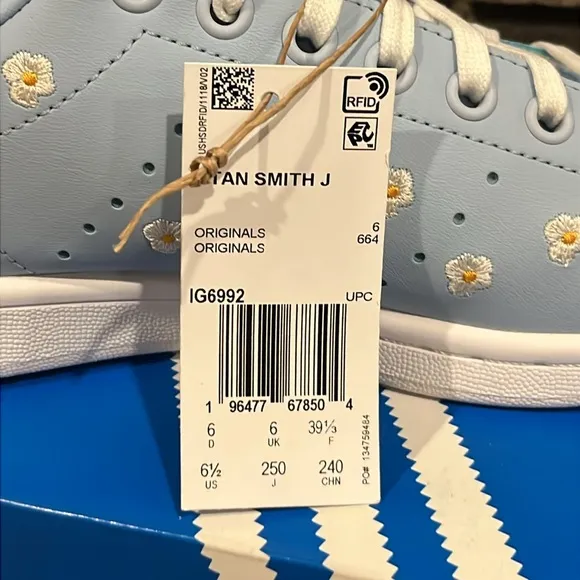 USHSDRFID/1118/V02
RFID
EPC
TAN SMITH J
ORIGINALS 6
ORIGINALS 664
IG6992 UPC
1 96477 67850 4
6 6 39⅓
D UK F
6½ 250 240
US J CHN
PO# 134759484